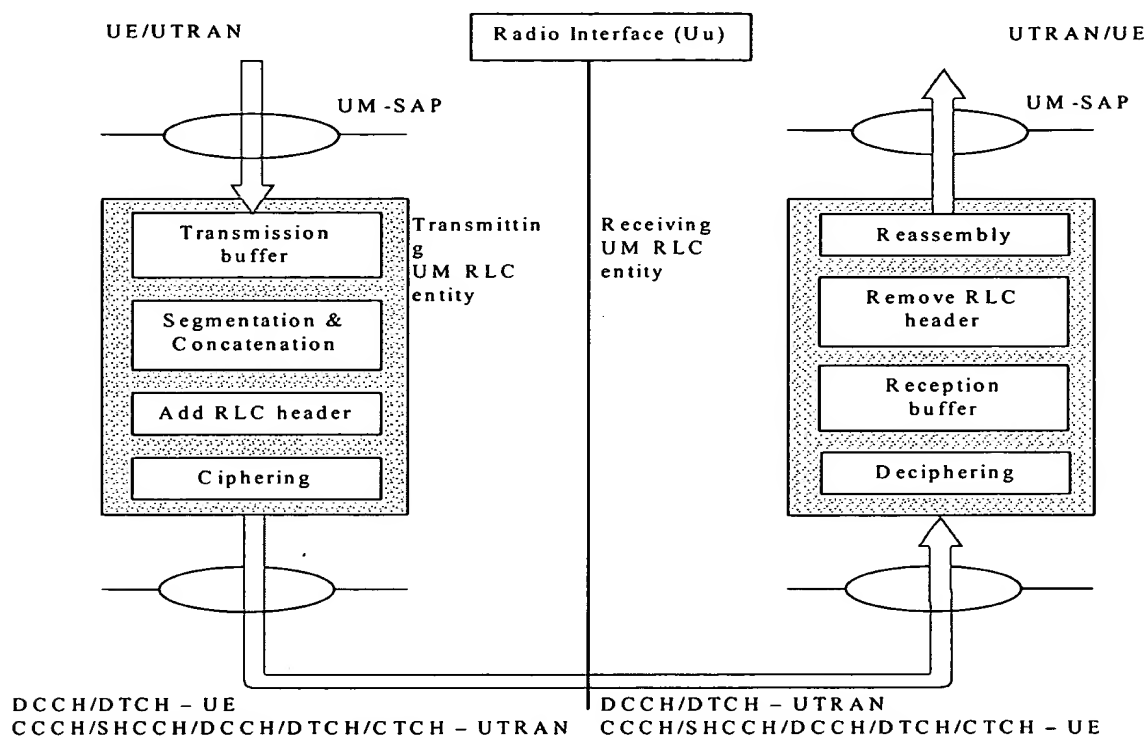 UE/UTRAN
Radio Interface (Uu)
UTRAN/UE
UM-SAP
UM-SAP
Transmission
buffer
Transmittin
g
UM RLC
entity
Receiving
UM RLC
entity
Reassembly
Segmentation &
Concatenation
Remove RLC
header
Add RLC header
Reception
buffer
Ciphering
Deciphering
DCCH/DTCH – UE
CCCH/SHCCH/DCCH/DTCH/CTCH – UTRAN
DCCH/DTCH – UTRAN
CCCH/SHCCH/DCCH/DTCH/CTCH – UE